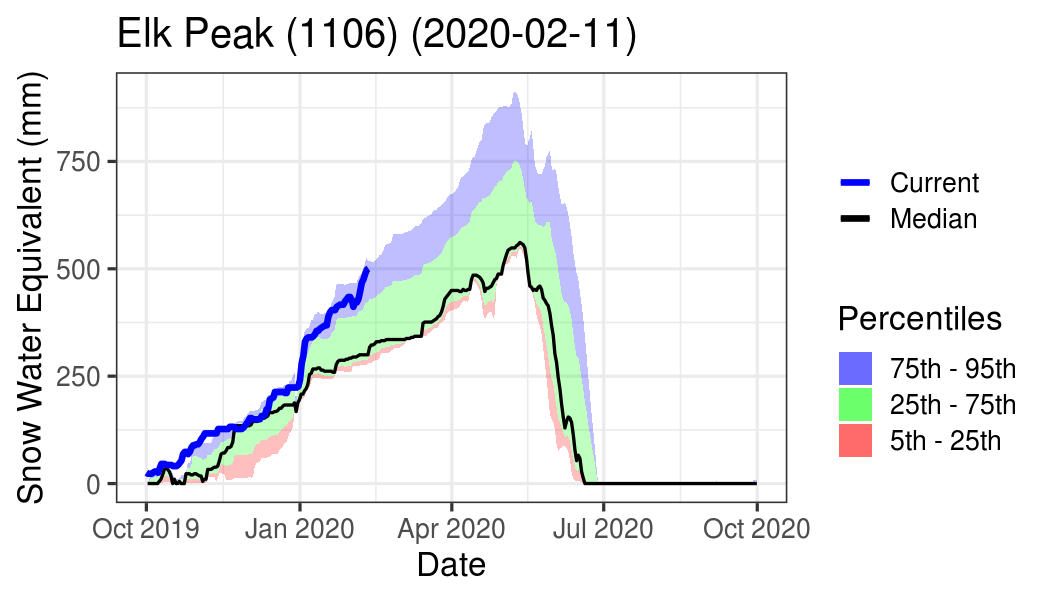 Elk Peak (1106) (2020-02-11)
Snow Water Equivalent (mm)
750
500
250
0
Oct 2019
Jan 2020
Apr 2020
Jul 2020
Oct 2020
Date
Current
Median
Percentiles
75th - 95th
25th - 75th
5th - 25th